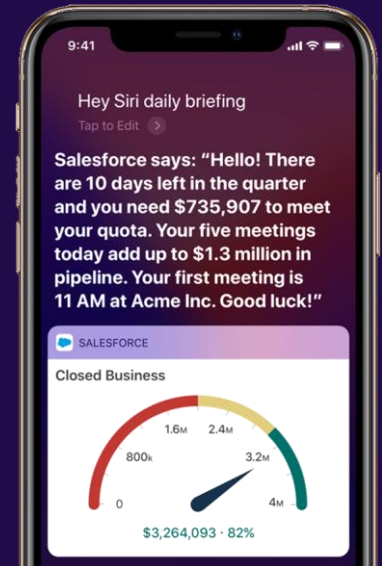 9:41
Hey Siri daily briefing
Tap to Edit
Salesforce says: “Hello! There
are 10 days left in the quarter
and you need $735,907 to meet
your quota. Your five meetings
today add up to $1.3 million in
pipeline. Your first meeting is
11 AM at Acme Inc. Good luck!”
SALESFORCE
Closed Business
1.6M 2.4M
800k 3.2M
0 4M
$3,264,093 · 82%